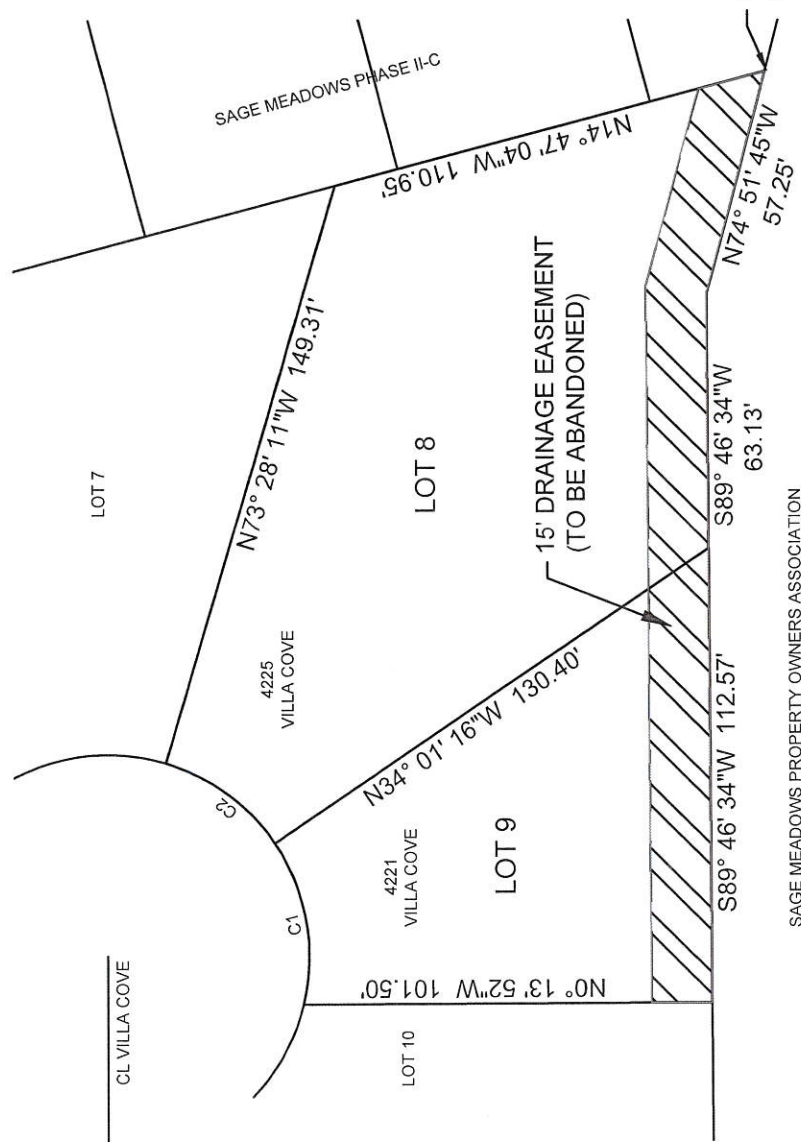 SAGE MEADOWS PHASE II-C
LOT 7
N73° 28' 11"W 149.31'
N14° 47' 04"W 110.95'
4225
VILLA COVE
LOT 8
15' DRAINAGE EASEMENT
(TO BE ABANDONED)
N74° 51' 45"W
57.25'
CL VILLA COVE
C2
C1
N34° 01' 16"W 130.40'
4221
VILLA COVE
LOT 9
S89° 46' 34"W
63.13'
S89° 46' 34"W 112.57'
N0° 13' 52"W 101.50'
LOT 10
SAGE MEADOWS PROPERTY OWNERS ASSOCIATION